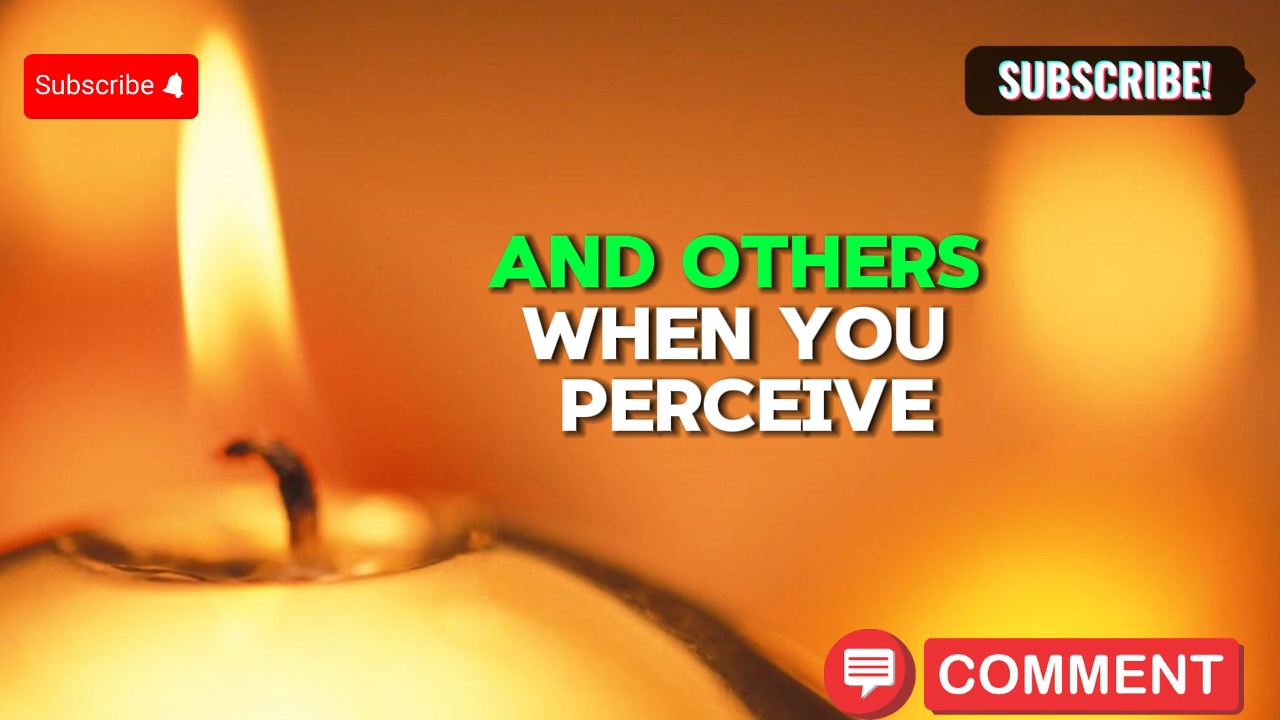 Subscribe
SUBSCRIBE!
AND OTHERS
WHEN YOU
PERCEIVE
COMMENT